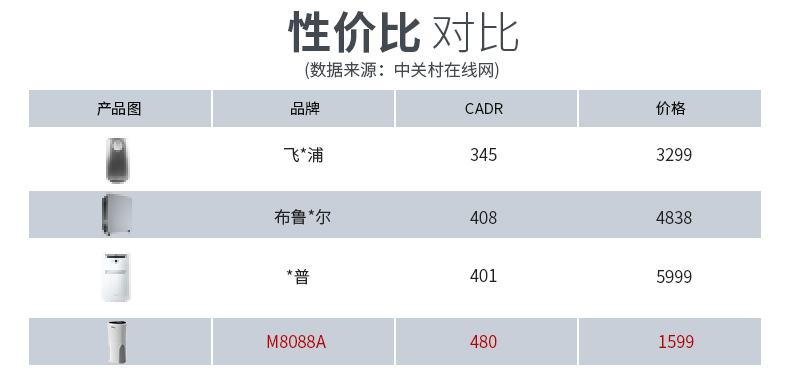 性价比 对比
(数据来源：中关村在线网)
产品图 品牌 CADR 价格
飞*浦 345 3299
布鲁*尔 408 4838
*普 401 5999
M8088A 480 1599